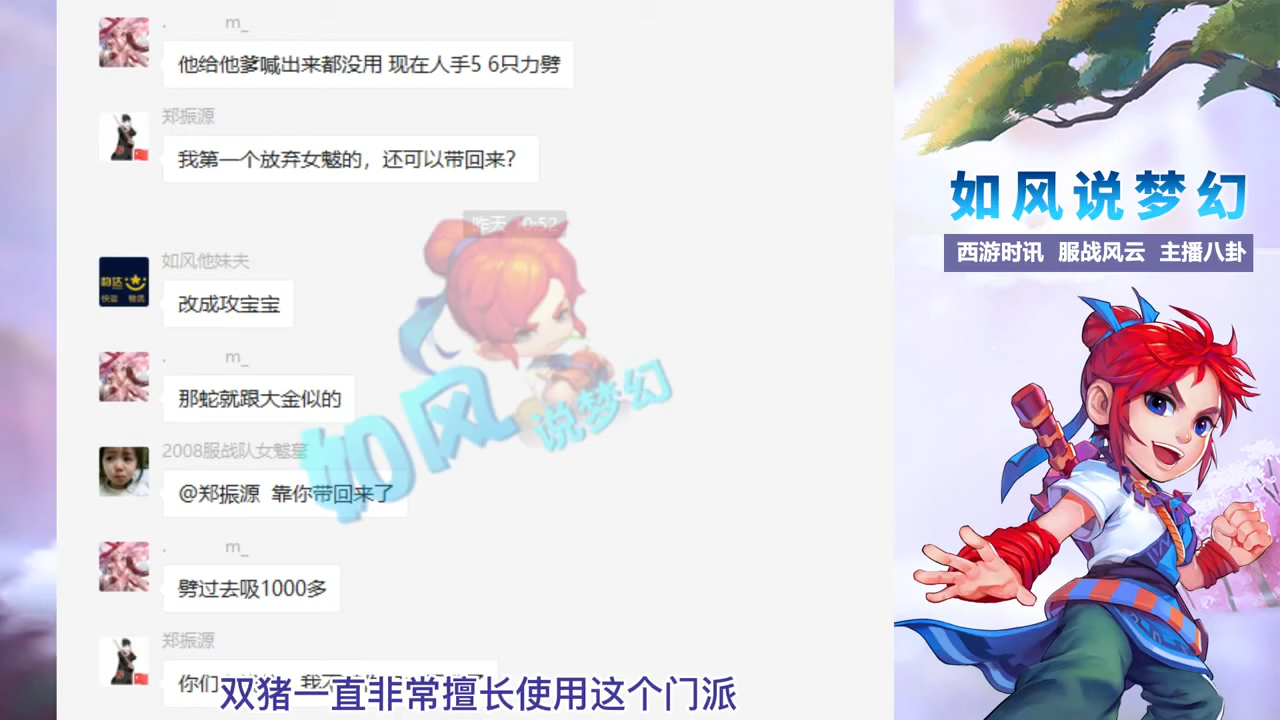 . m_
他给他爹喊出来都没用 现在人手5 6只力劈
郑振源
我第一个放弃女魃的，还可以带回来？
昨天 0:52
如风他妹夫
改成攻宝宝
. m_
那蛇就跟大金似的
2008服战队女魃墓
@郑振源 靠你带回来了
. m_
劈过去吸1000多
郑振源
你们
双猪一直非常擅长使用这个门派
如风说梦幻
如风说梦幻
西游时讯 服战风云 主播八卦